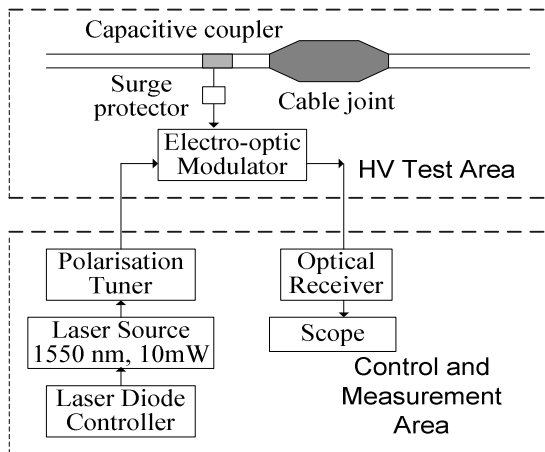 Capacitive coupler
Surge
protector
Cable joint
Electro-optic
Modulator
HV Test Area
Polarisation
Tuner
Optical
Receiver
Laser Source
1550 nm, 10mW
Scope
Laser Diode
Controller
Control and
Measurement
Area